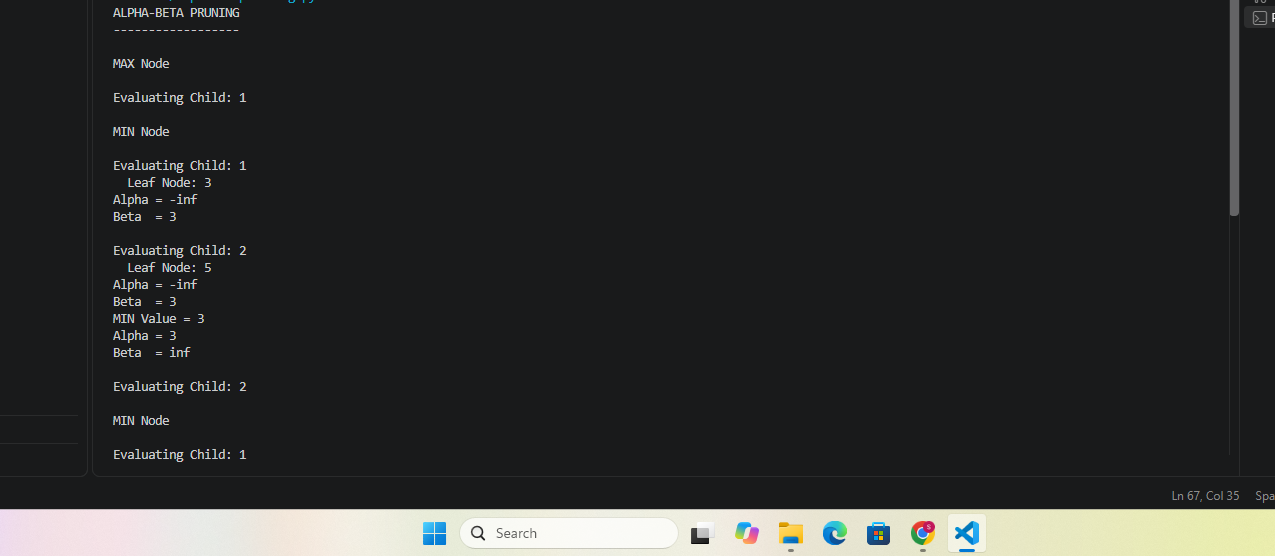 ALPHA-BETA PRUNING
------------------
MAX Node
Evaluating Child: 1
MIN Node
Evaluating Child: 1
Leaf Node: 3
Alpha = -inf
Beta  = 3
Evaluating Child: 2
Leaf Node: 5
Alpha = -inf
Beta  = 3
MIN Value = 3
Alpha = 3
Beta  = inf
Evaluating Child: 2
MIN Node
Evaluating Child: 1
Ln 67, Col 35 Spa
Search